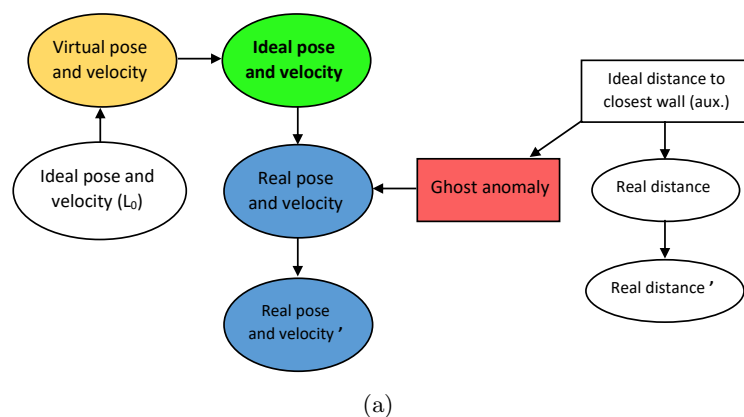 Virtual pose
and velocity
Ideal pose
and velocity
Ideal distance to
closest wall (aux.)
Ideal pose and
velocity (L₀)
Real pose
and velocity
Ghost anomaly
Real distance
Real pose
and velocity ’
Real distance ’
(a)